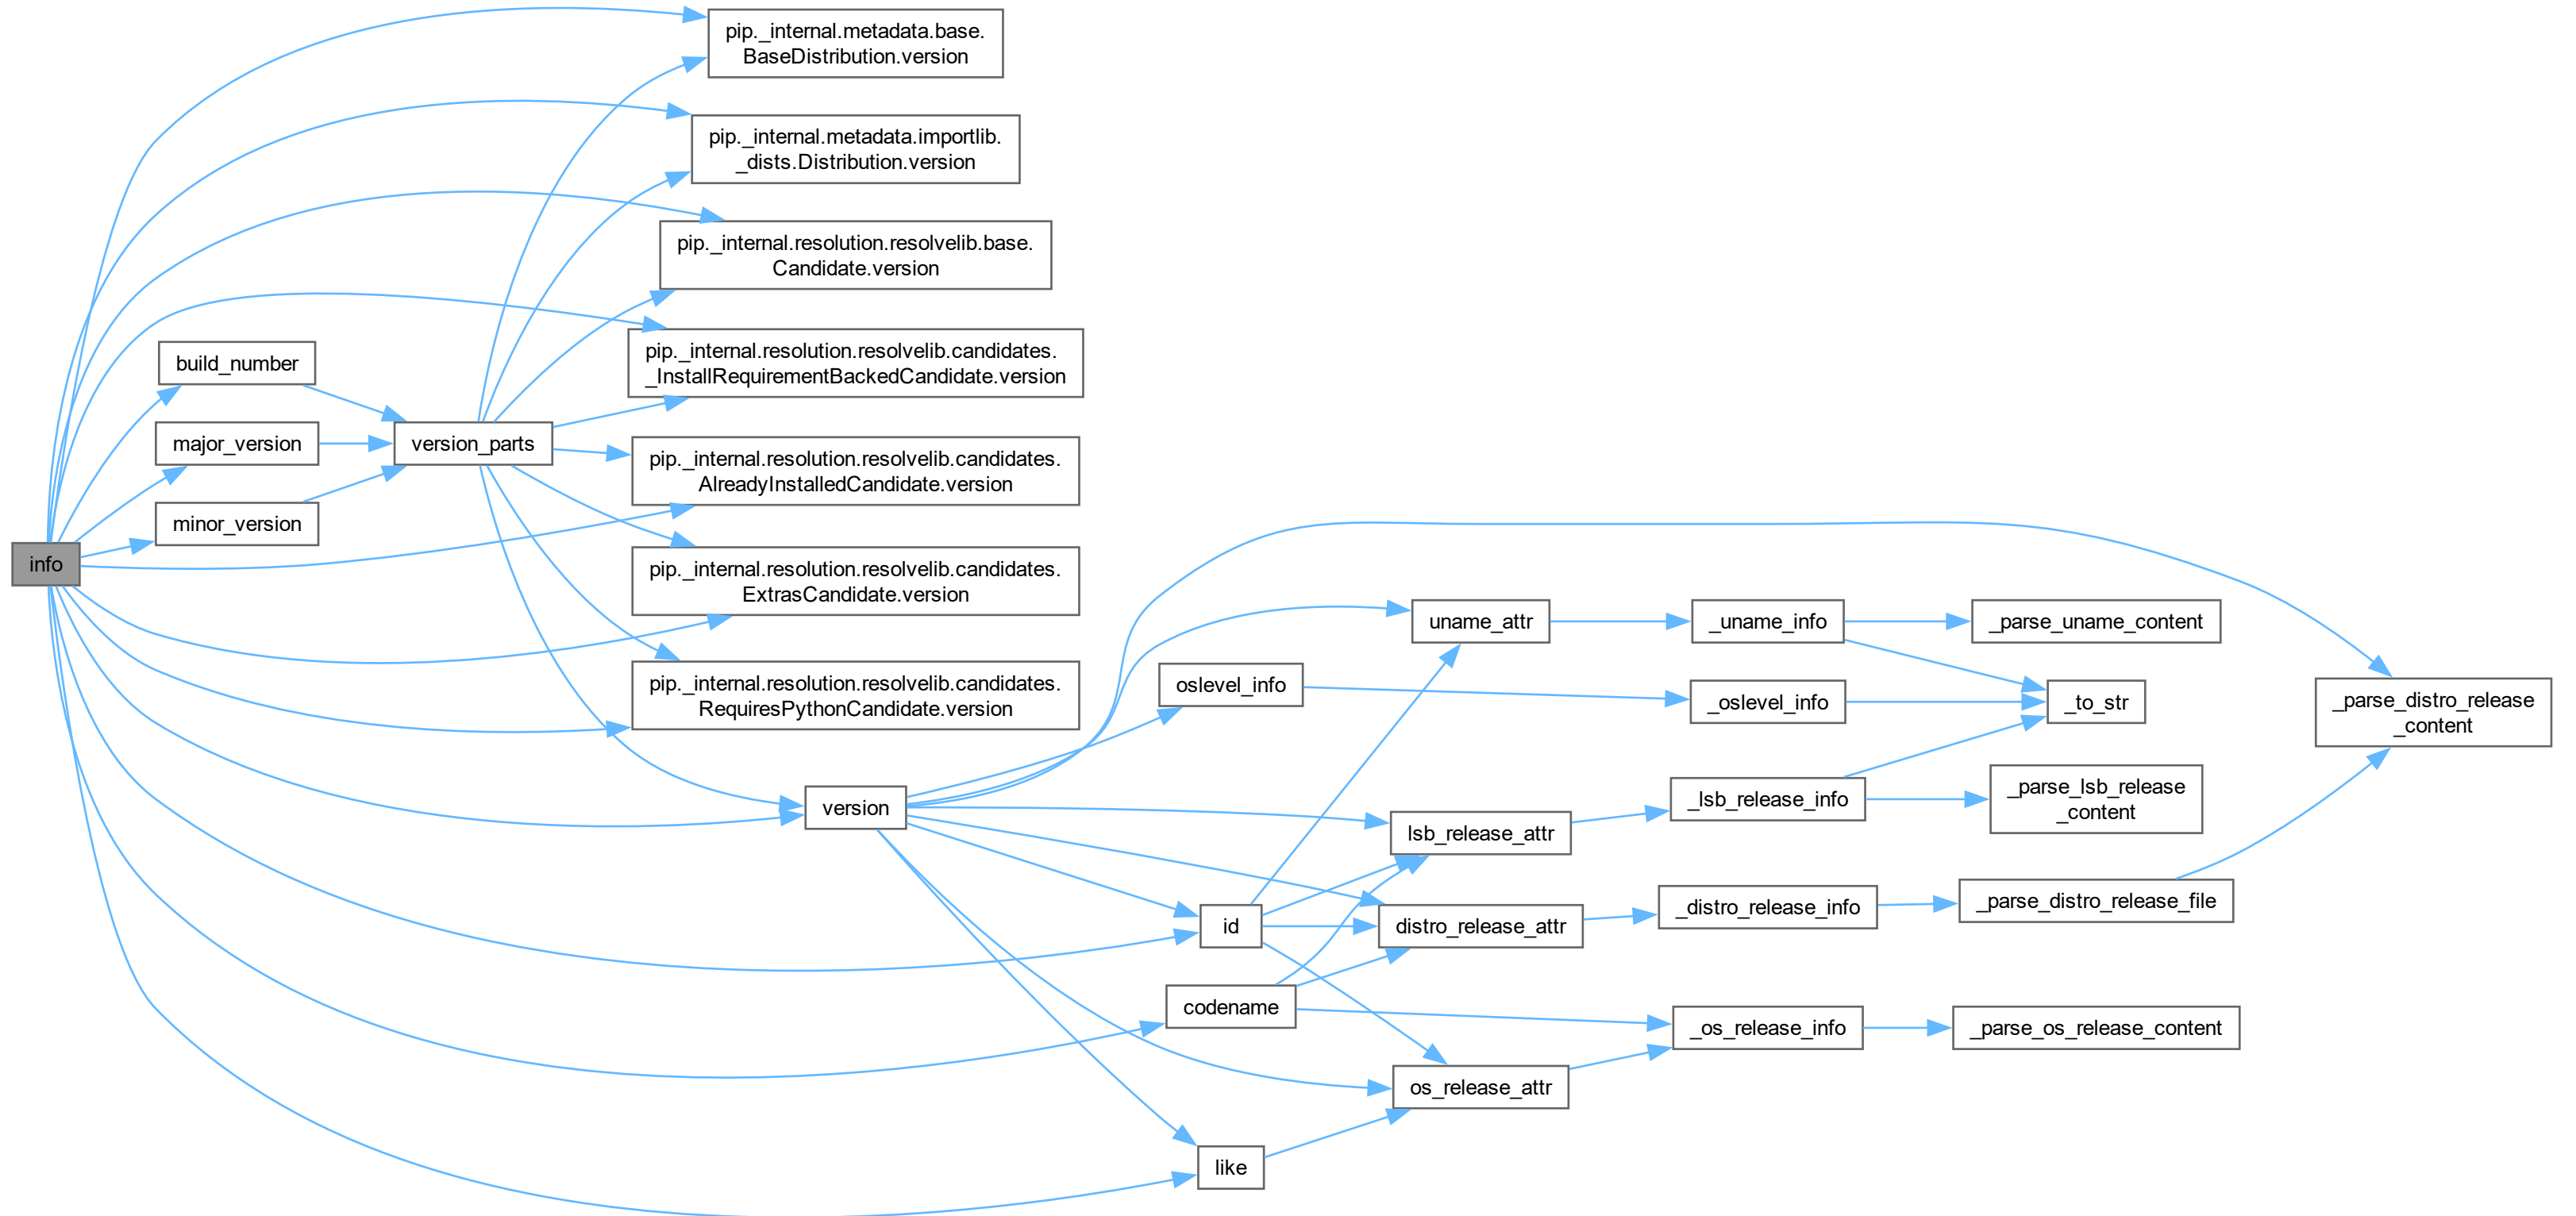 info
build_number
major_version
minor_version
version_parts
pip._internal.metadata.base.
BaseDistribution.version
pip._internal.metadata.importlib.
_dists.Distribution.version
pip._internal.resolution.resolvelib.base.
Candidate.version
pip._internal.resolution.resolvelib.candidates.
_InstallRequirementBackedCandidate.version
pip._internal.resolution.resolvelib.candidates.
AlreadyInstalledCandidate.version
pip._internal.resolution.resolvelib.candidates.
ExtrasCandidate.version
pip._internal.resolution.resolvelib.candidates.
RequiresPythonCandidate.version
version
oslevel_info
id
codename
like
uname_attr
lsb_release_attr
distro_release_attr
os_release_attr
_uname_info
_oslevel_info
_lsb_release_info
_distro_release_info
_os_release_info
_parse_uname_content
_to_str
_parse_lsb_release
_content
_parse_distro_release_file
_parse_os_release_content
_parse_distro_release
_content